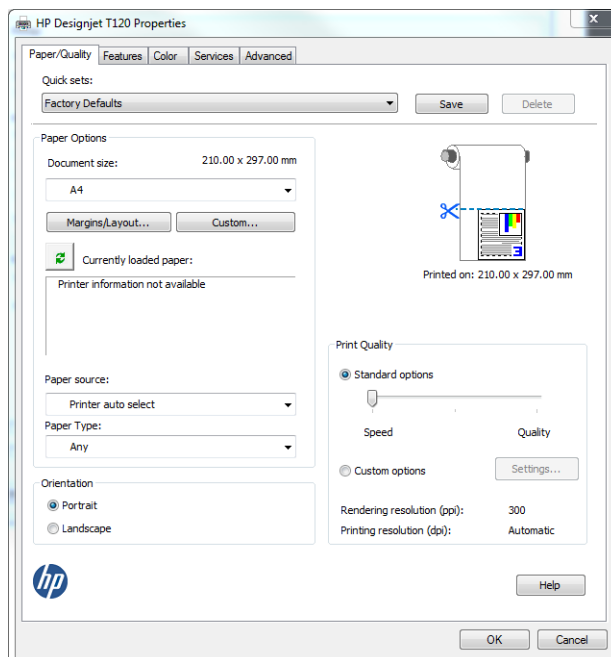 HP Designjet T120 Properties
X
Paper/Quality Features Color Services Advanced
Quick sets:
Factory Defaults
Save
Delete
Paper Options
Document size: 210.00 x 297.00 mm
A4
Margins/Layout...
Custom...
Currently loaded paper:
Printer information not available
Paper source:
Printer auto select
Paper Type:
Any
Orientation
Portrait
Landscape
3
Printed on: 210.00 x 297.00 mm
Print Quality
Standard options
Speed Quality
Custom options
Settings...
Rendering resolution (ppi): 300
Printing resolution (dpi): Automatic
hp
Help
OK
Cancel